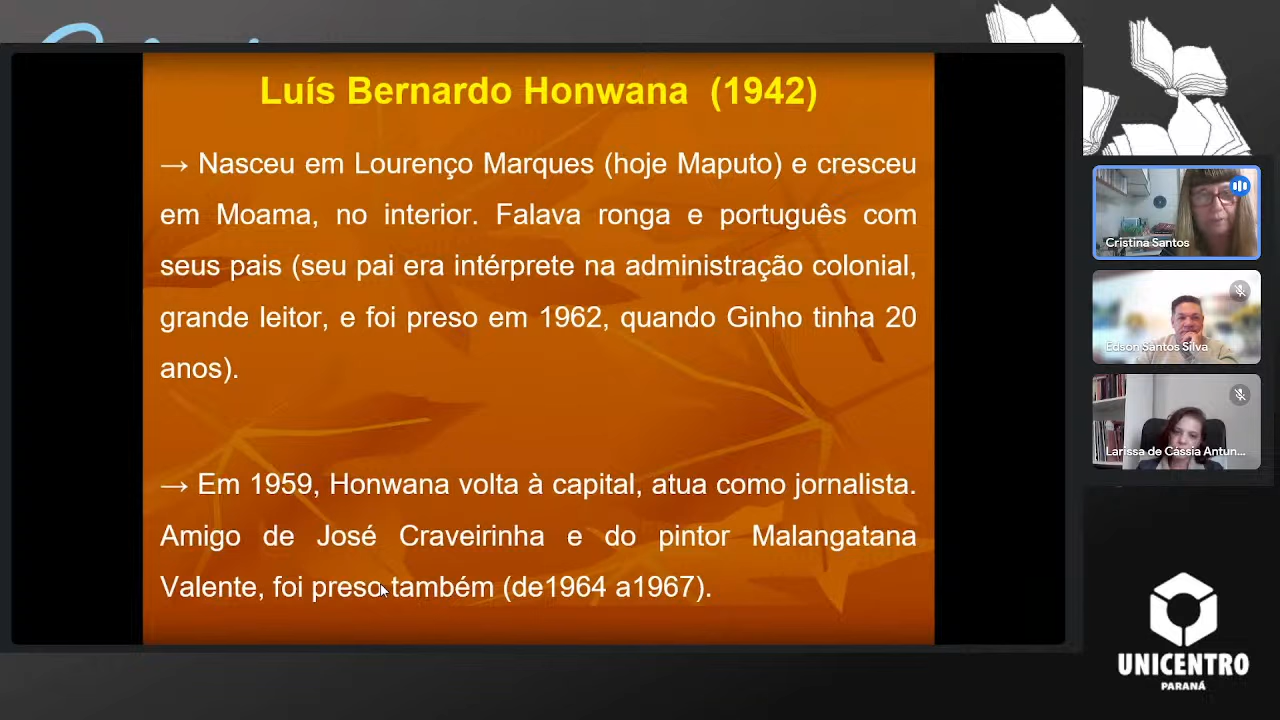 Luís Bernardo Honwana (1942)
→ Nasceu em Lourenço Marques (hoje Maputo) e cresceu
em Moama, no interior. Falava ronga e português com
seus pais (seu pai era intérprete na administração colonial,
grande leitor, e foi preso em 1962, quando Ginho tinha 20
anos).
→ Em 1959, Honwana volta à capital, atua como jornalista.
Amigo de José Craveirinha e do pintor Malangatana
Valente, foi preso também (de1964 a1967).
Cristina Santos
Edson Santos Silva
Larissa de Cássia Antun...
UNICENTRO
PARANÁ